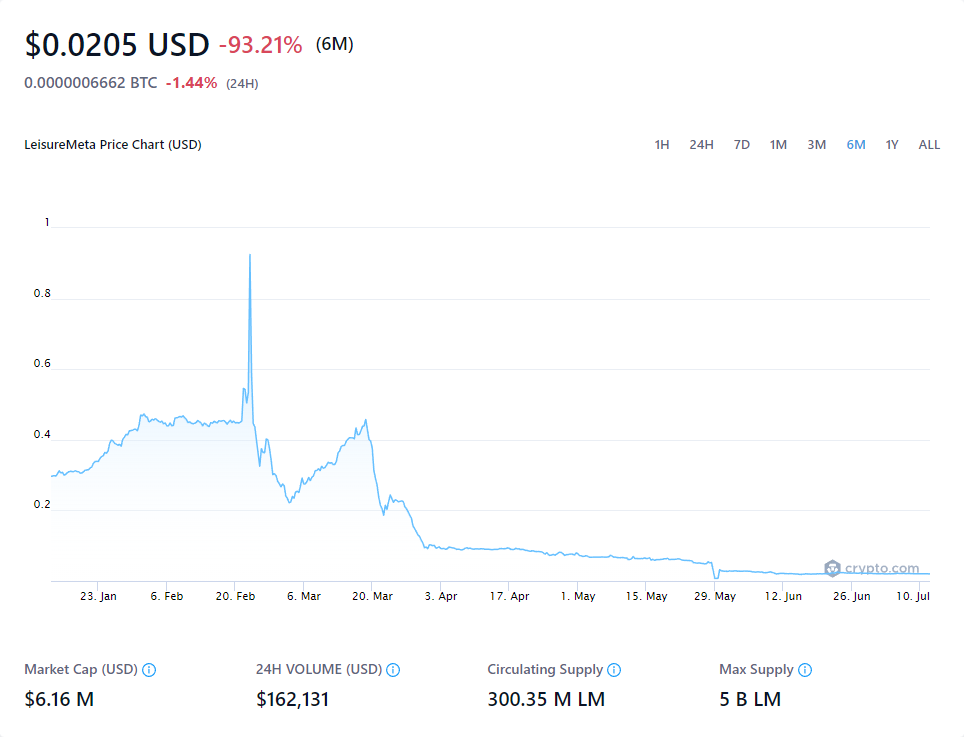 $0.0205 USD -93.21% (6M)
0.0000006662 BTC -1.44% (24H)
LeisureMeta Price Chart (USD) 1H 24H 7D 1M 3M 6M 1Y ALL
1
0.8
0.6
0.4
0.2
crypto.com
23. Jan 6. Feb 20. Feb 6. Mar 20. Mar 3. Apr 17. Apr 1. May 15. May 29. May 12. Jun 26. Jun 10. Jul
Market Cap (USD) 24H VOLUME (USD) Circulating Supply Max Supply
$6.16 M $162,131 300.35 M LM 5 B LM